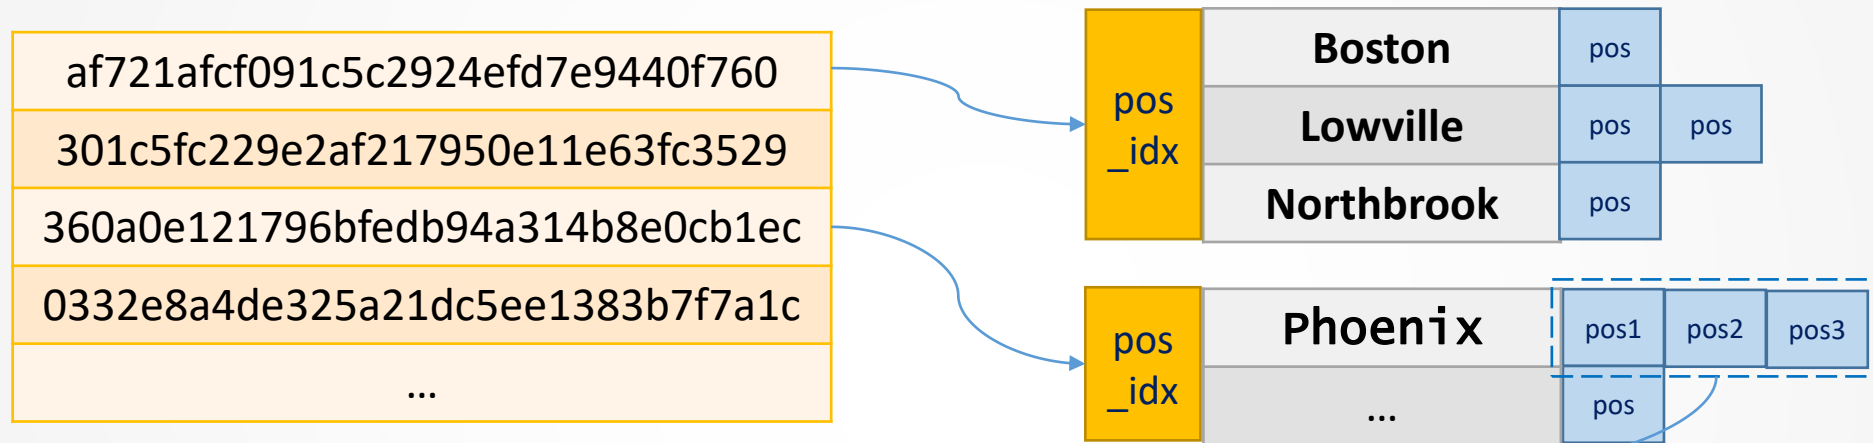 af721afcf091c5c2924efd7e9440f760
301c5fc229e2af217950e11e63fc3529
360a0e121796bfedb94a314b8e0cb1ec
0332e8a4de325a21dc5ee1383b7f7a1c
...
pos
_idx
Boston pos
Lowville pos pos
Northbrook pos
pos
_idx
Phoenix pos1 pos2 pos3
... pos